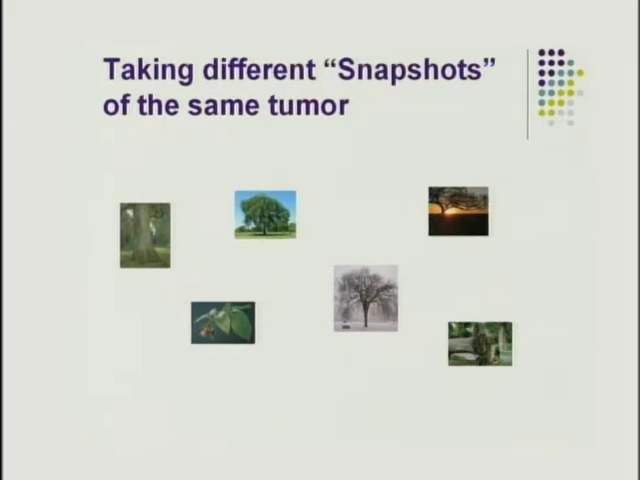 Taking different “Snapshots”
of the same tumor